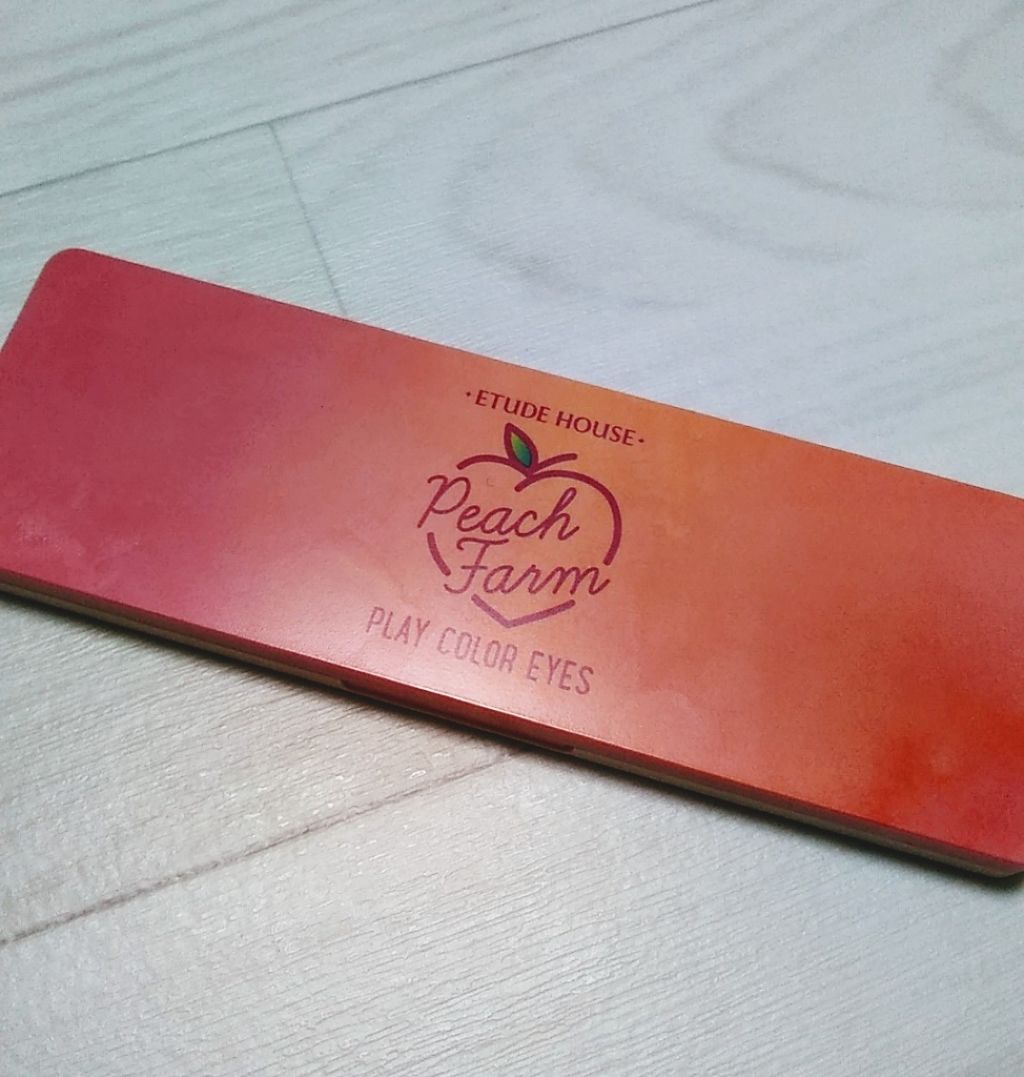 ·ETUDE HOUSE·
Peach
Farm
PLAY COLOR EYES